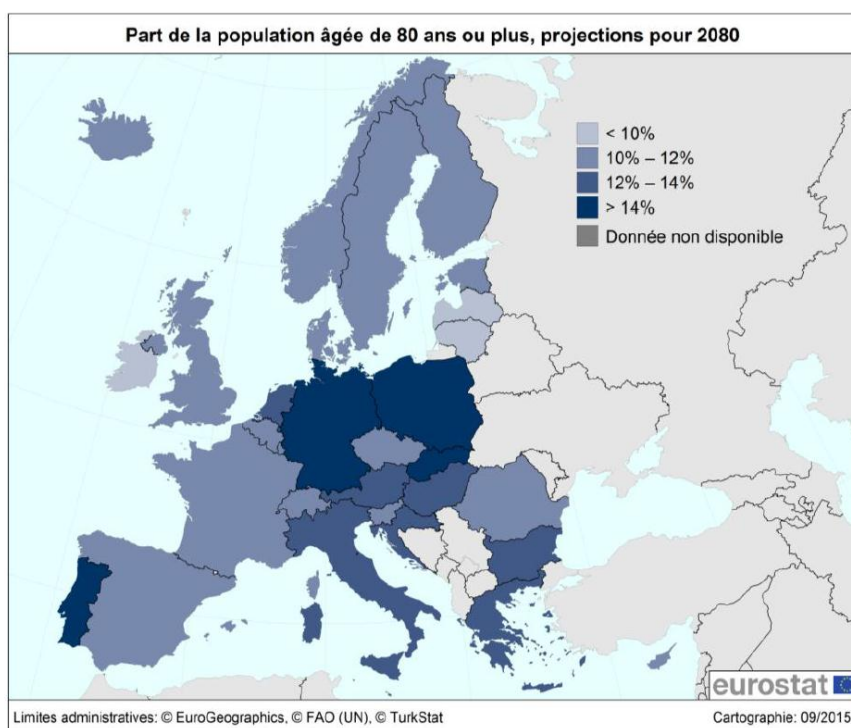 Part de la population âgée de 80 ans ou plus, projections pour 2080
< 10%
10% – 12%
12% – 14%
> 14%
Donnée non disponible
eurostat
Limites administratives: © EuroGeographics, © FAO (UN), © TurkStat
Cartographie: 09/2015